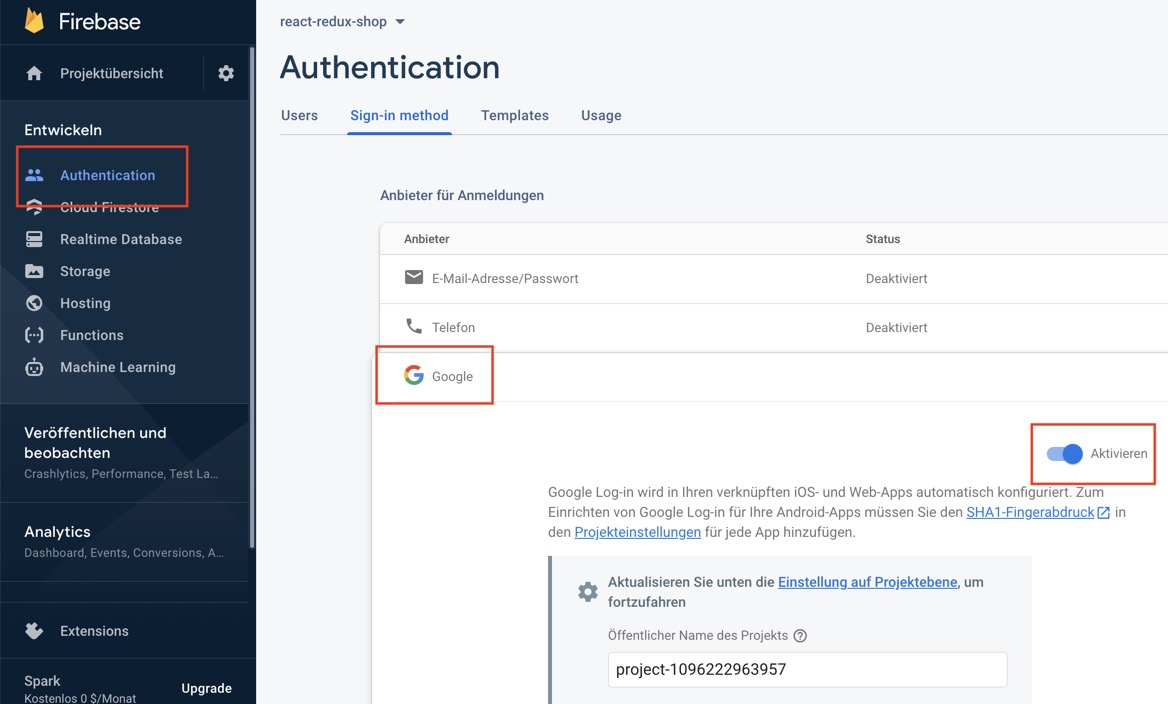 Firebase
Projektübersicht
Entwickeln
Authentication
Cloud Firestore
Realtime Database
Storage
Hosting
Functions
Machine Learning
Veröffentlichen und
beobachten
Crashlytics, Performance, Test La...
Analytics
Dashboard, Events, Conversions, A...
Extensions
Spark
Kostenlos 0 $/Monat
Upgrade
react-redux-shop
Authentication
Users Sign-in method Templates Usage
Anbieter für Anmeldungen
Anbieter Status
E-Mail-Adresse/Passwort Deaktiviert
Telefon Deaktiviert
Google
Aktivieren
Google Log-in wird in Ihren verknüpften iOS- und Web-Apps automatisch konfiguriert. Zum
Einrichten von Google Log-in für Ihre Android-Apps müssen Sie den SHA1-Fingerabdruck in
den Projekteinstellungen für jede App hinzufügen.
Aktualisieren Sie unten die Einstellung auf Projektebene, um
fortzufahren
Öffentlicher Name des Projekts
project-1096222963957